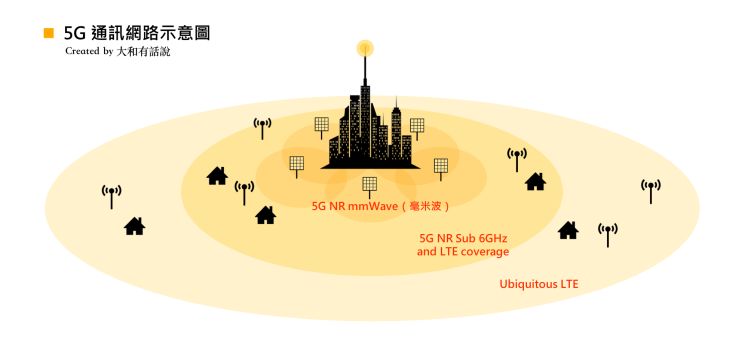 5G 通訊網路示意圖
Created by 大和有話說
5G NR mmWave ( 毫米波 )
5G NR Sub 6GHz
and LTE coverage
Ubiquitous LTE